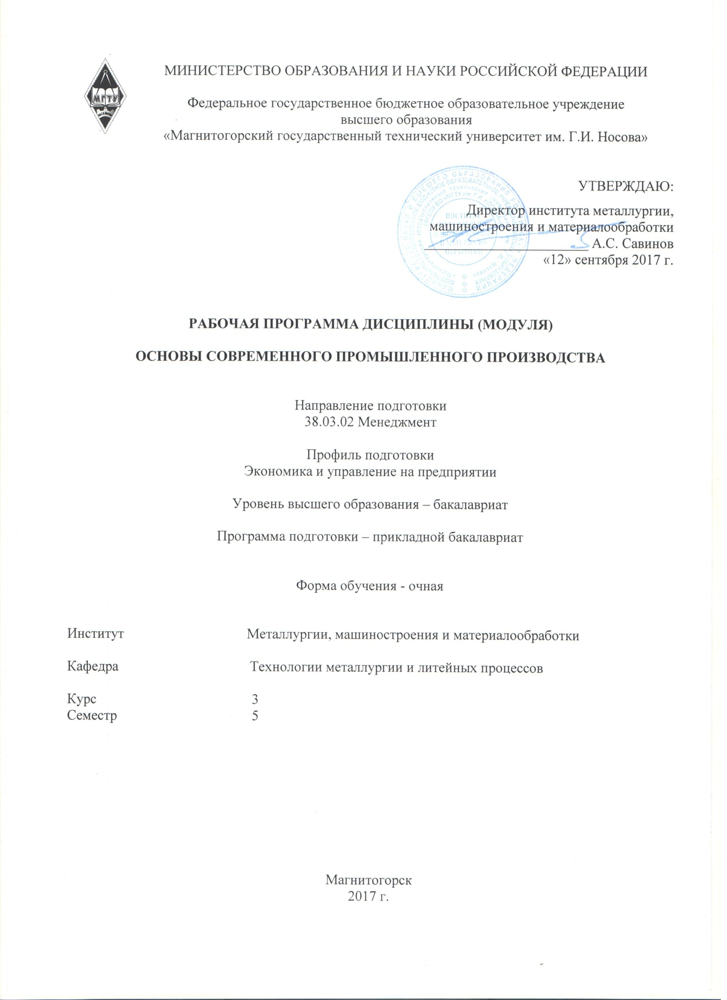 МИНИСТЕРСТВО ОБРАЗОВАНИЯ И НАУКИ РОССИЙСКОЙ ФЕДЕРАЦИИ
МГТУ
Федеральное государственное бюджетное образовательное учреждение
высшего образования
«Магнитогорский государственный технический университет им. Г.И. Носова»
УТВЕРЖДАЮ:
Директор института металлургии,
машиностроения и материалообработки
А.С. Савинов
«12» сентября 2017 г.
РАБОЧАЯ ПРОГРАММА ДИСЦИПЛИНЫ (МОДУЛЯ)
ОСНОВЫ СОВРЕМЕННОГО ПРОМЫШЛЕННОГО ПРОИЗВОДСТВА
Направление подготовки
38.03.02 Менеджмент
Профиль подготовки
Экономика и управление на предприятии
Уровень высшего образования – бакалавриат
Программа подготовки – прикладной бакалавриат
Форма обучения - очная
Институт Металлургии, машиностроения и материалообработки
Кафедра Технологии металлургии и литейных процессов
Курс 3
Семестр 5
Магнитогорск
2017 г.